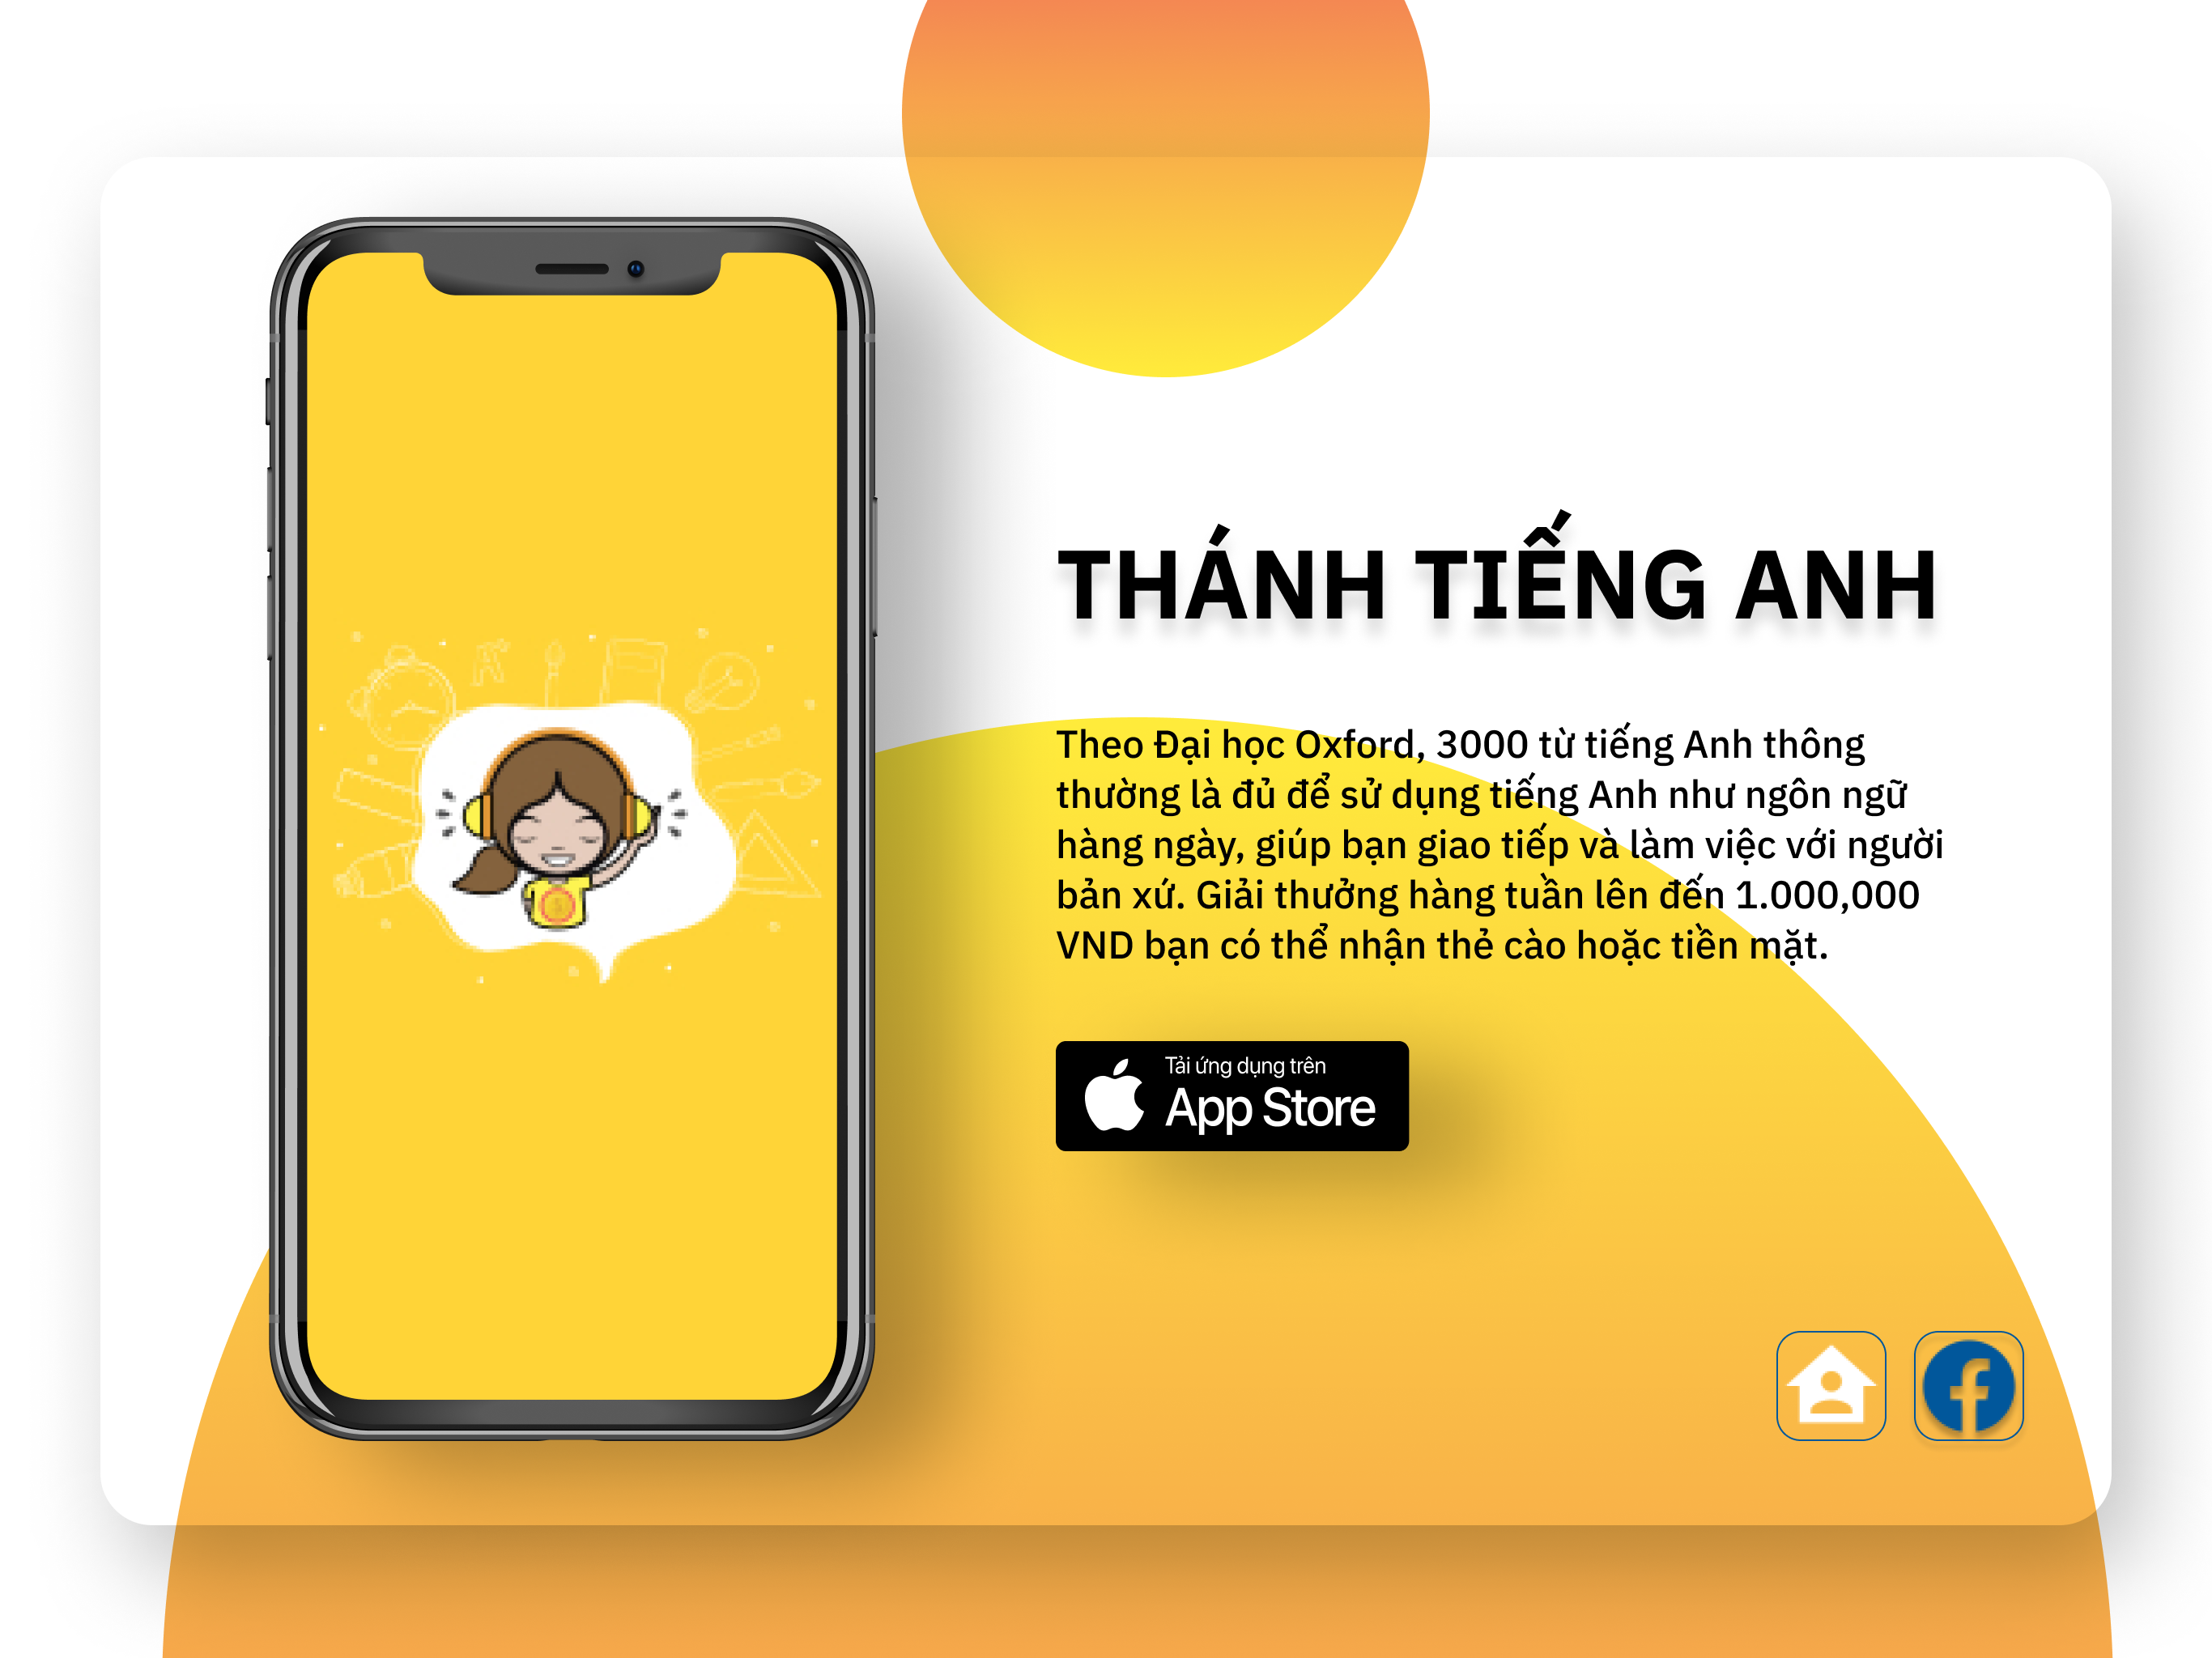 THÁNH TIẾNG ANH
Theo Đại học Oxford, 3000 từ tiếng Anh thông
thường là đủ để sử dụng tiếng Anh như ngôn ngữ
hàng ngày, giúp bạn giao tiếp và làm việc với người
bản xứ. Giải thưởng hàng tuần lên đến 1.000,000
VND bạn có thể nhận thẻ cào hoặc tiền mặt.
Tải ứng dụng trên
App Store